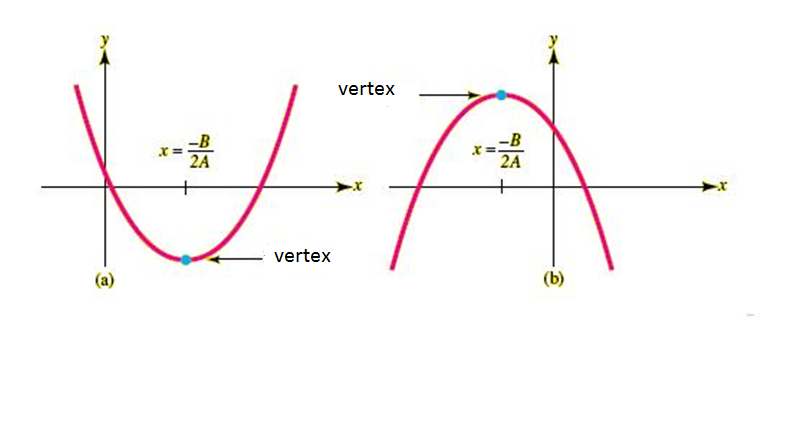 y
x = -B/2A
x
vertex
(a)
vertex
y
x = -B/2A
x
(b)